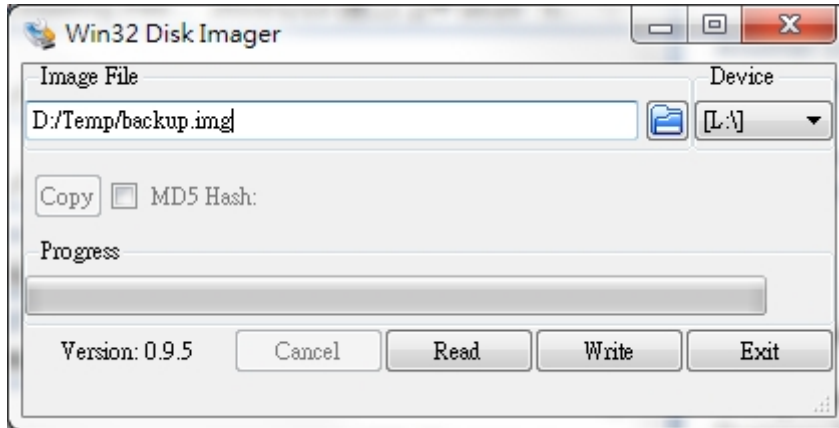 Win32 Disk Imager
Image File
Device
D:/Temp/backup.img
[L:\]
Copy
MD5 Hash:
Progress
Version: 0.9.5
Cancel
Read
Write
Exit